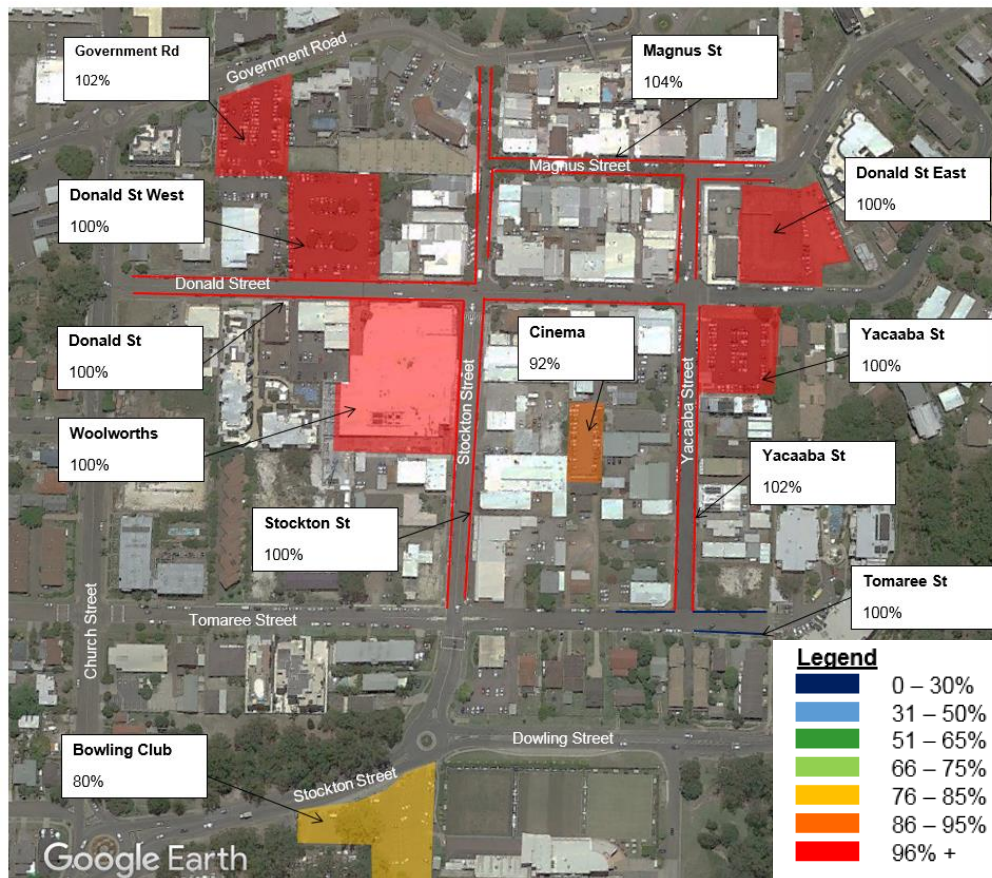 Government Rd
102%
Government Road
Magnus St
104%
Magnus Street
Donald St West
100%
Donald St East
100%
Donald Street
Donald St
100%
Cinema
92%
Yacaaba St
100%
Woolworths
100%
Stockton Street
Yacaaba Street
Yacaaba St
102%
Stockton St
100%
Tomaree St
100%
Tomaree Street
Church Street
Legend
0 – 30%
31 – 50%
51 – 65%
66 – 75%
76 – 85%
86 – 95%
96% +
Bowling Club
80%
Dowling Street
Stockton Street
Google Earth